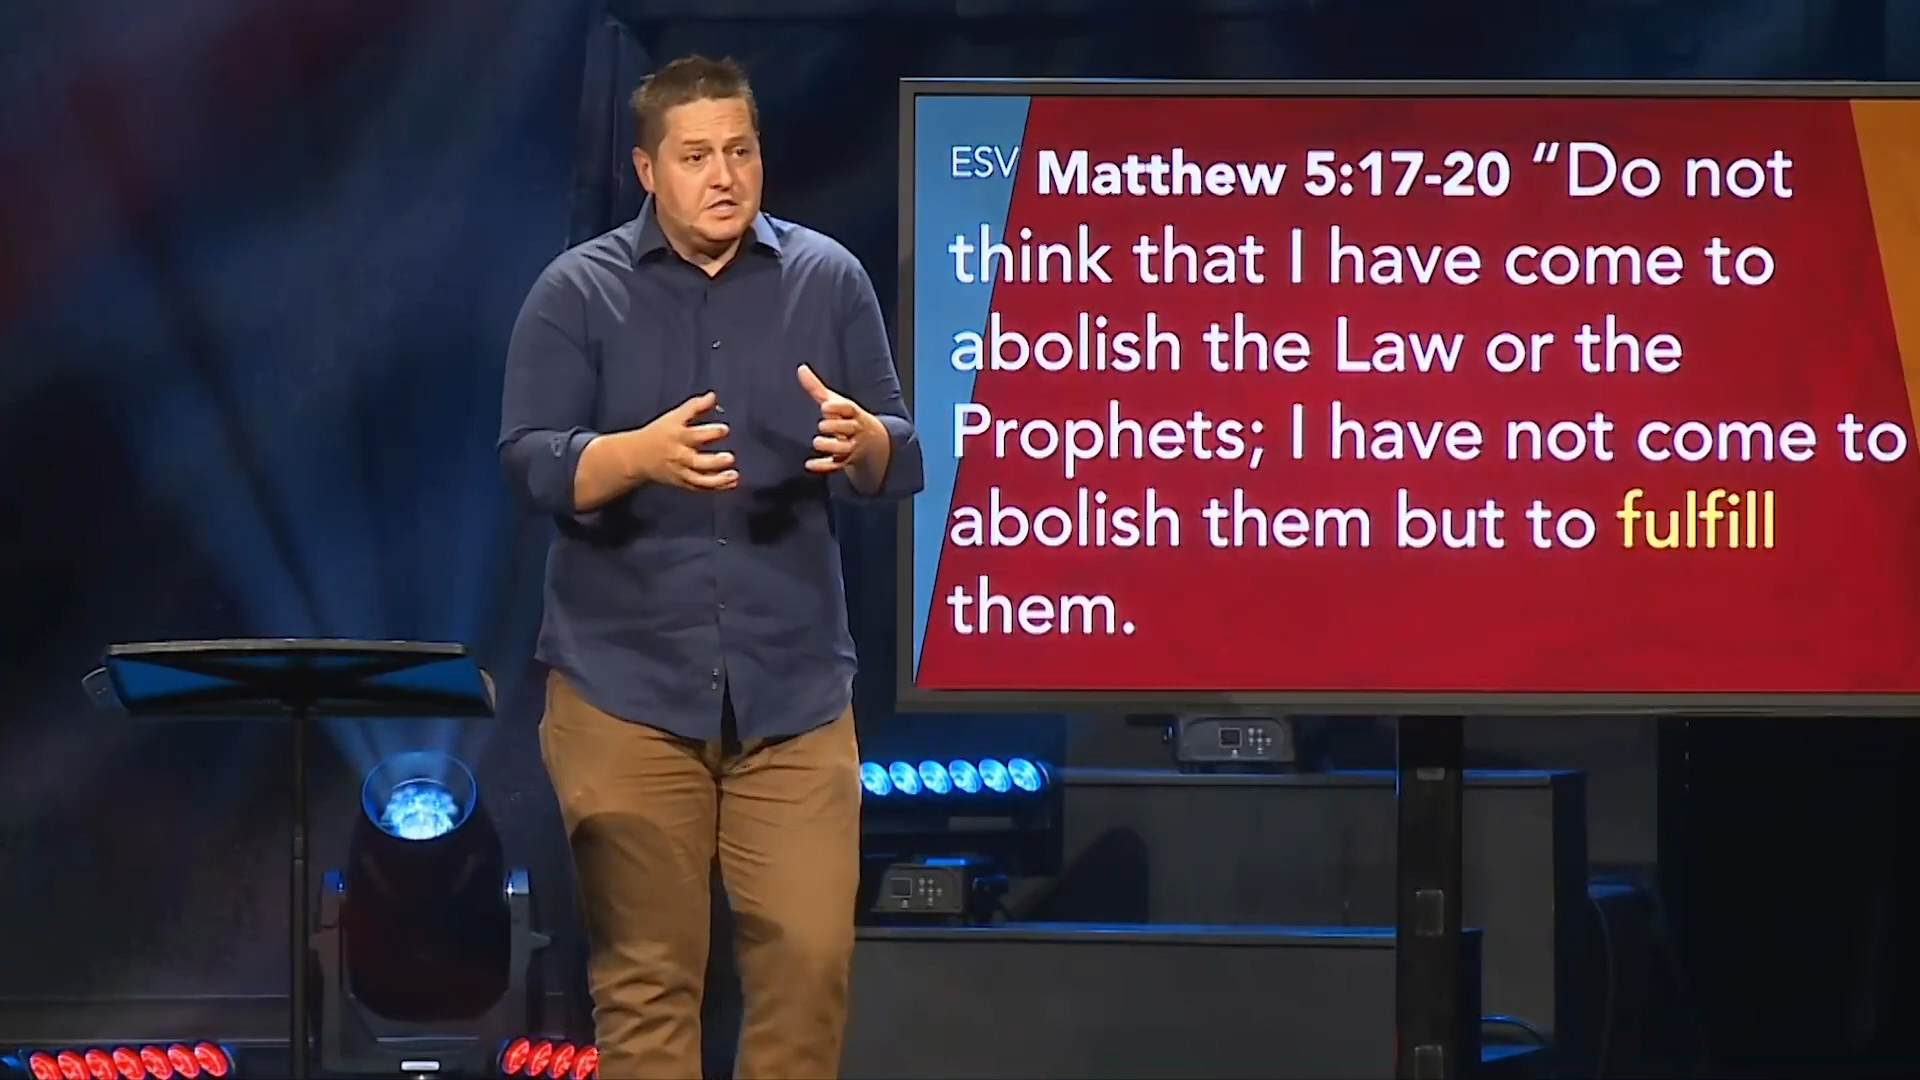 ESV Matthew 5:17-20 “Do not
think that I have come to
abolish the Law or the
Prophets; I have not come to
abolish them but to fulfill
them.